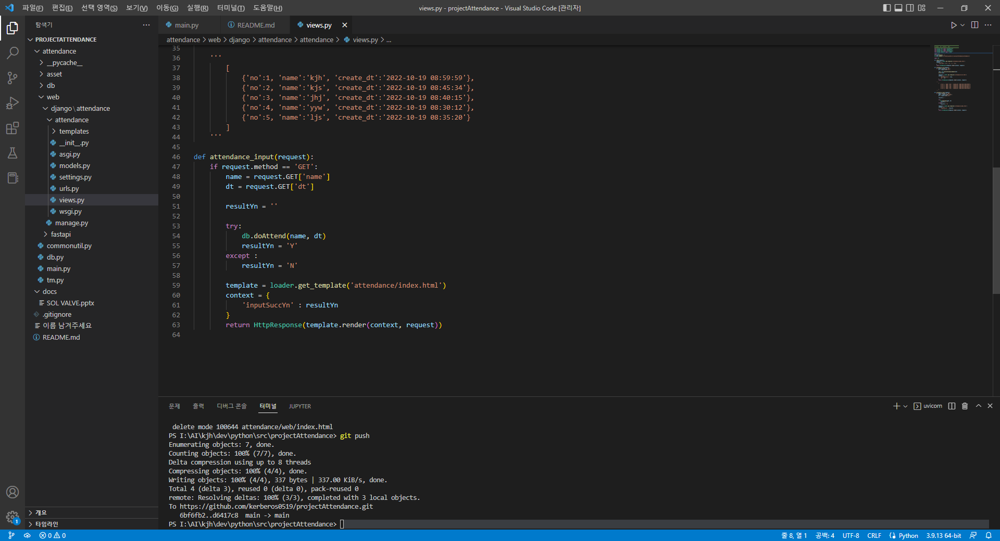 파일(F) 편집(E) 선택 영역(S) 보기(V) 이동(G) 실행(R) 터미널(T) 도움말(H)
views.py - projectAttendance - Visual Studio Code [관리자]
탐색기
PROJECTATTENDANCE
attendance
__pycache__
asset
db
web
django\attendance
attendance
templates
__init__.py
asgi.py
models.py
settings.py
urls.py
views.py
wsgi.py
manage.py
fastapi
commonutil.py
db.py
main.py
tm.py
docs
SOL VALVE.pptx
.gitignore
이름 남겨주세요
README.md
개요
타임라인
1
main.py README.md views.py
attendance > web > django > attendance > attendance > views.py > ...
35
36 '''
37 [
38 {'no':1, 'name':'kjh', 'create_dt':'2022-10-19 08:59:59'},
39 {'no':2, 'name':'kjs', 'create_dt':'2022-10-19 08:45:34'},
40 {'no':3, 'name':'jhj', 'create_dt':'2022-10-19 08:40:15'},
41 {'no':4, 'name':'yyw', 'create_dt':'2022-10-19 08:30:12'},
42 {'no':5, 'name':'ljs', 'create_dt':'2022-10-19 08:35:20'}
43 ]
44 '''
45
46 def attendance_input(request):
47 if request.method == 'GET':
48 name = request.GET['name']
49 dt = request.GET['dt']
50
51 resultYn = ''
52
53 try:
54 db.doAttend(name, dt)
55 resultYn = 'Y'
56 except :
57 resultYn = 'N'
58
59 template = loader.get_template('attendance/index.html')
60 context = {
61 'inputSuccYn' : resultYn
62 }
63 return HttpResponse(template.render(context, request))
64
문제 출력 디버그 콘솔 터미널 JUPYTER
uvicorn
delete mode 100644 attendance/web/index.html
PS I:\AI\kjh\dev\python\src\projectAttendance> git push
Enumerating objects: 7, done.
Counting objects: 100% (7/7), done.
Delta compression using up to 8 threads
Compressing objects: 100% (4/4), done.
Writing objects: 100% (4/4), 337 bytes | 337.00 KiB/s, done.
Total 4 (delta 3), reused 0 (delta 0), pack-reused 0
remote: Resolving deltas: 100% (3/3), completed with 3 local objects.
To https://github.com/kerberos0519/projectAttendance.git
6bf6fb2..d6417c8 main -> main
PS I:\AI\kjh\dev\python\src\projectAttendance>
0 0
줄 8, 열 1 공백: 4 UTF-8 CRLF Python 3.9.13 64-bit